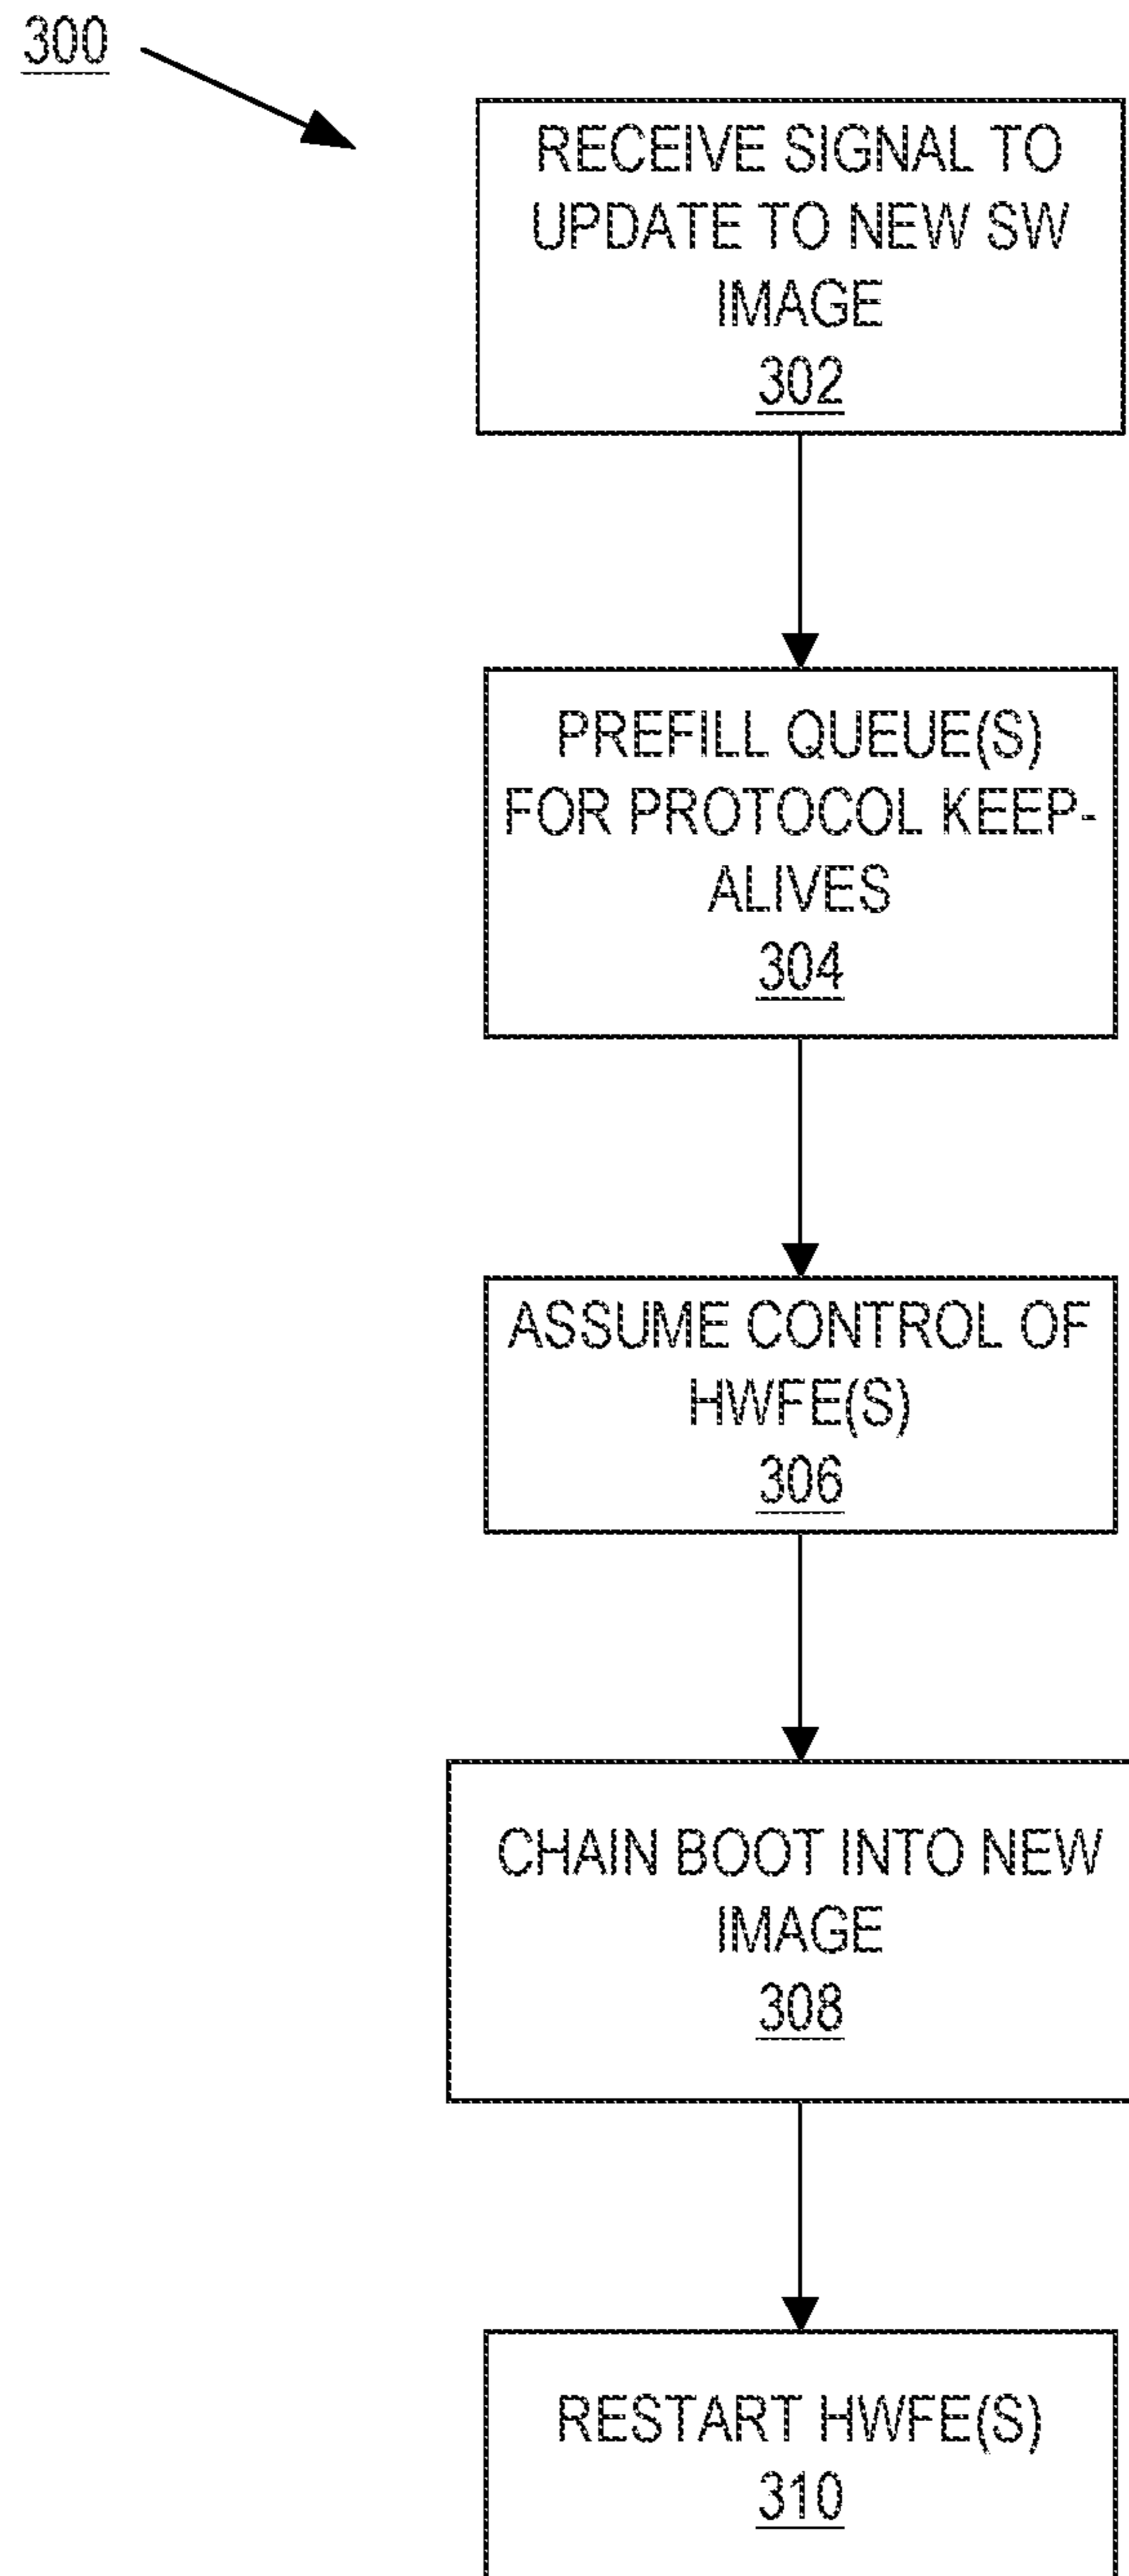 300
RECEIVE SIGNAL TO
UPDATE TO NEW SW
IMAGE
302
PREFILL QUEUE(S)
FOR PROTOCOL KEEP-
ALIVES
304
ASSUME CONTROL OF
HWFE(S)
306
CHAIN BOOT INTO NEW
IMAGE
308
RESTART HWFE(S)
310